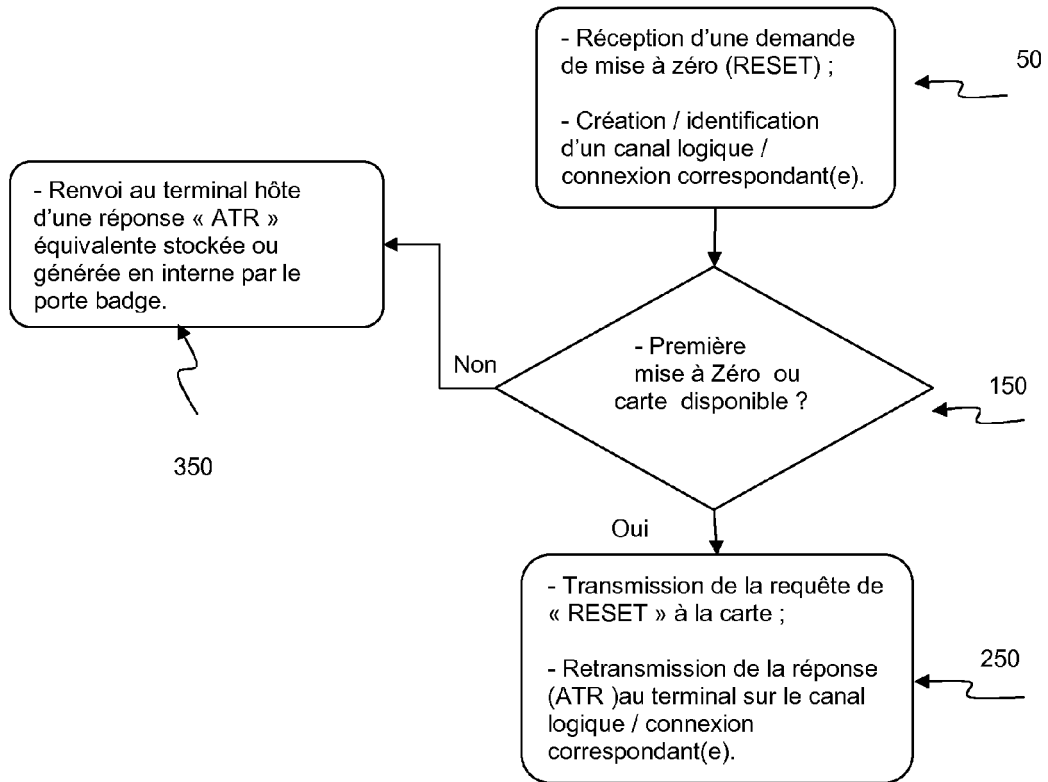 - Réception d'une demande
de mise à zéro (RESET) ;
- Création / identification
d'un canal logique /
connexion correspondant(e).
50
- Renvoi au terminal hôte
d'une réponse « ATR »
équivalente stockée ou
générée en interne par le
porte badge.
350
Non
- Première
mise à Zéro ou
carte disponible ?
150
Oui
- Transmission de la requête de
« RESET » à la carte ;
- Retransmission de la réponse
(ATR )au terminal sur le canal
logique / connexion
correspondant(e).
250